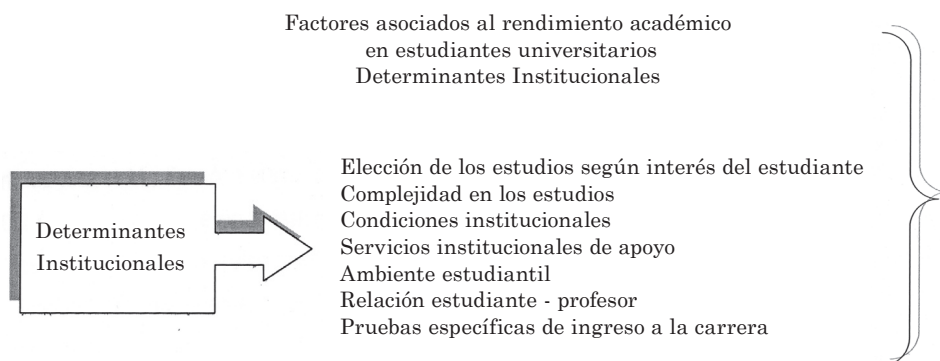 Factores asociados al rendimiento académico
en estudiantes universitarios
Determinantes Institucionales
Determinantes
Institucionales
Elección de los estudios según interés del estudiante
Complejidad en los estudios
Condiciones institucionales
Servicios institucionales de apoyo
Ambiente estudiantil
Relación estudiante - profesor
Pruebas específicas de ingreso a la carrera